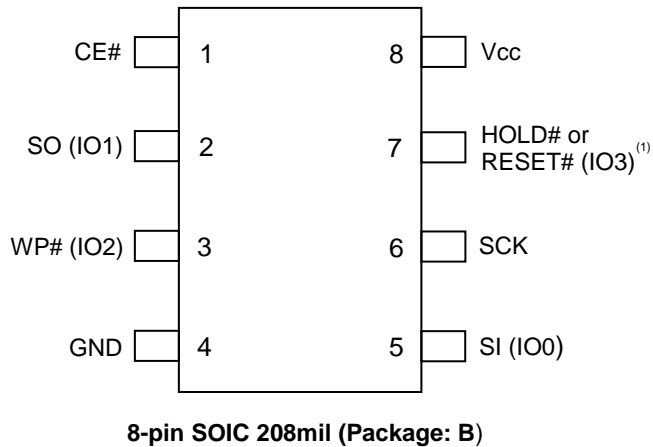 CE# 1 8 Vcc
SO (IO1) 2 7 HOLD# or
RESET# (IO3)(1)
WP# (IO2) 3 6 SCK
GND 4 5 SI (IO0)
8-pin SOIC 208mil (Package: B)